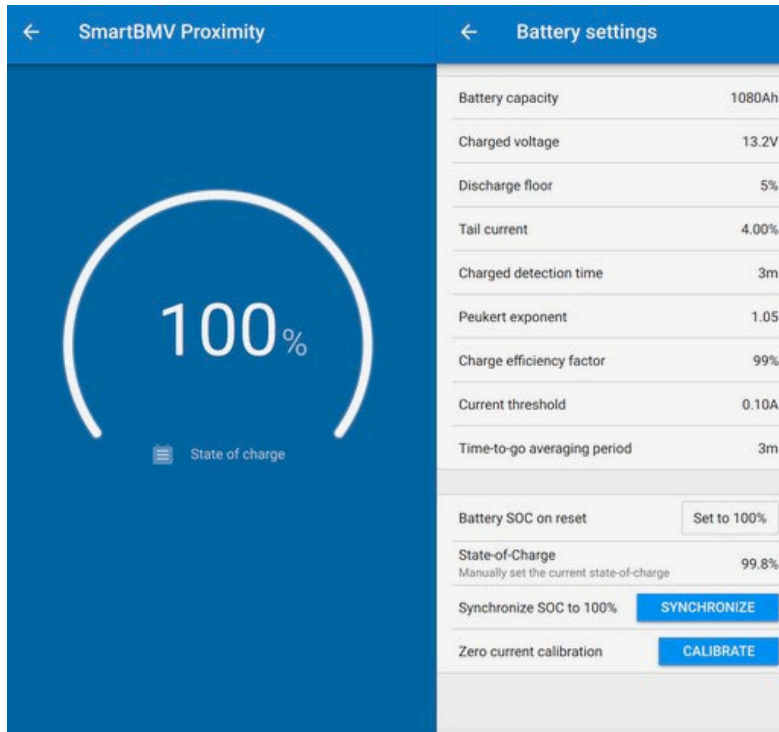 SmartBMV Proximity
100%
State of charge
Battery settings
Battery capacity 1080Ah
Charged voltage 13.2V
Discharge floor 5%
Tail current 4.00%
Charged detection time 3m
Peukert exponent 1.05
Charge efficiency factor 99%
Current threshold 0.10A
Time-to-go averaging period 3m
Battery SOC on reset Set to 100%
State-of-Charge 99.8%
Manually set the current state-of-charge
Synchronize SOC to 100% SYNCHRONIZE
Zero current calibration CALIBRATE